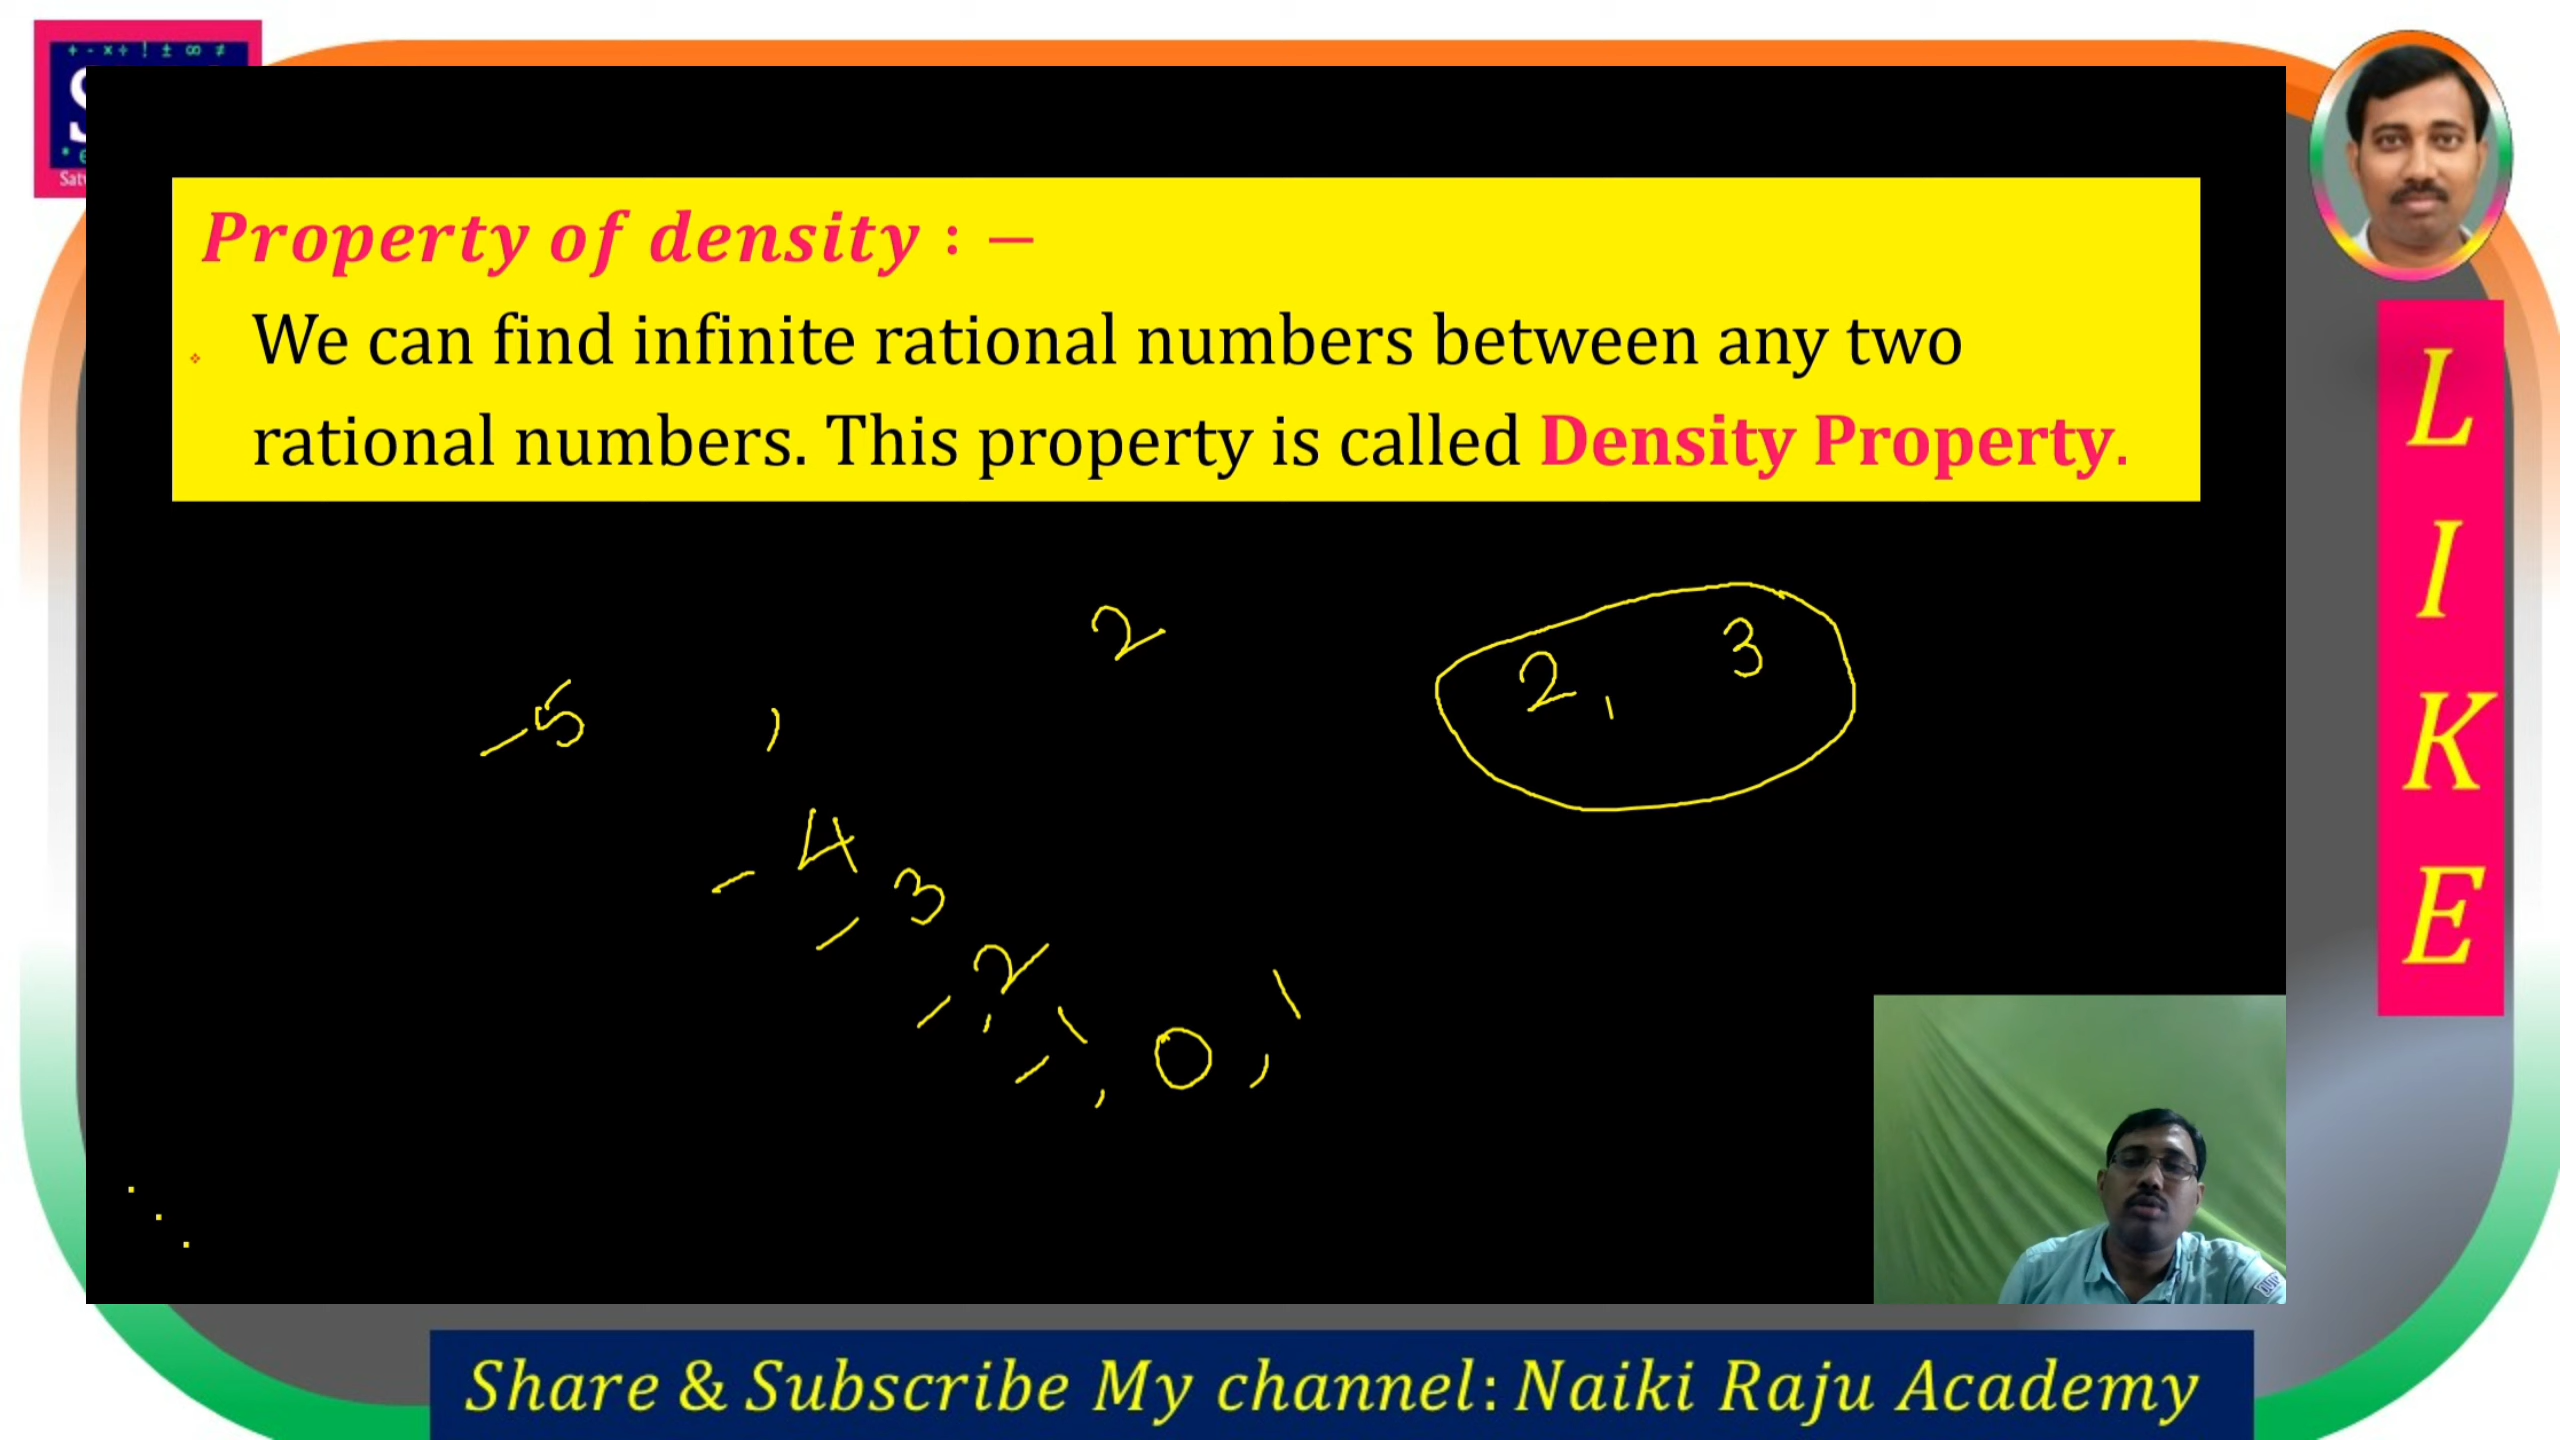 + - × ÷ ! ± ∞ ≠
Property of density : −
❖ We can find infinite rational numbers between any two
rational numbers. This property is called Density Property.
-5 , 2
2, 3
- 4
- 3
- 2,
- 1, 0, 1
L
I
K
E
Share & Subscribe My channel: Naiki Raju Academy